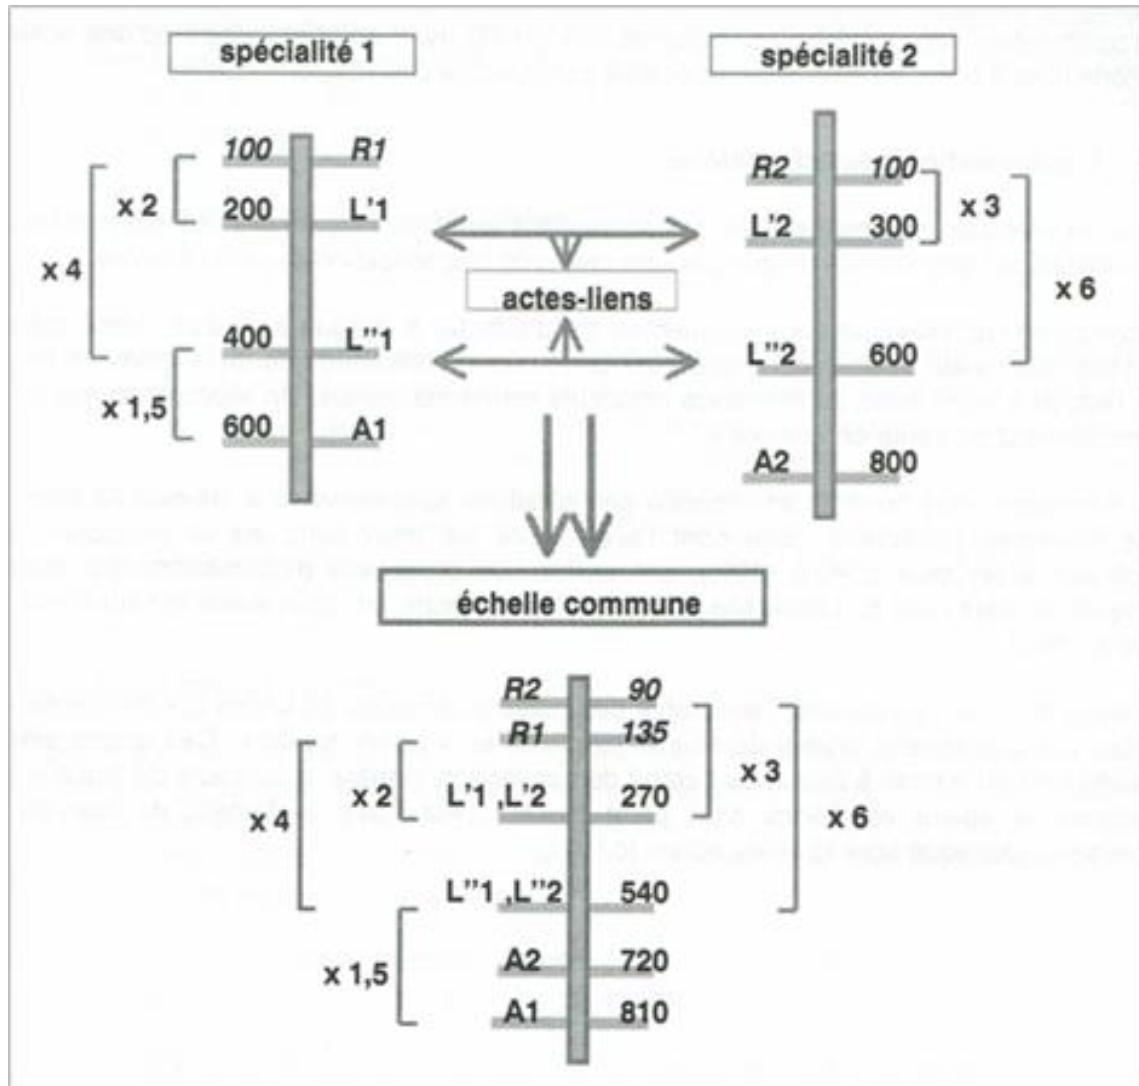 spécialité 1
spécialité 2
100 R1
x 2
200 L'1
x 4
400 L''1
x 1,5
600 A1
actes-liens
R2 100
x 3
L'2 300
x 6
L''2 600
A2 800
échelle commune
R2 90
R1 135
x 3
x 2
L'1 ,L'2 270
x 4
x 6
L''1 ,L''2 540
A2 720
x 1,5
A1 810